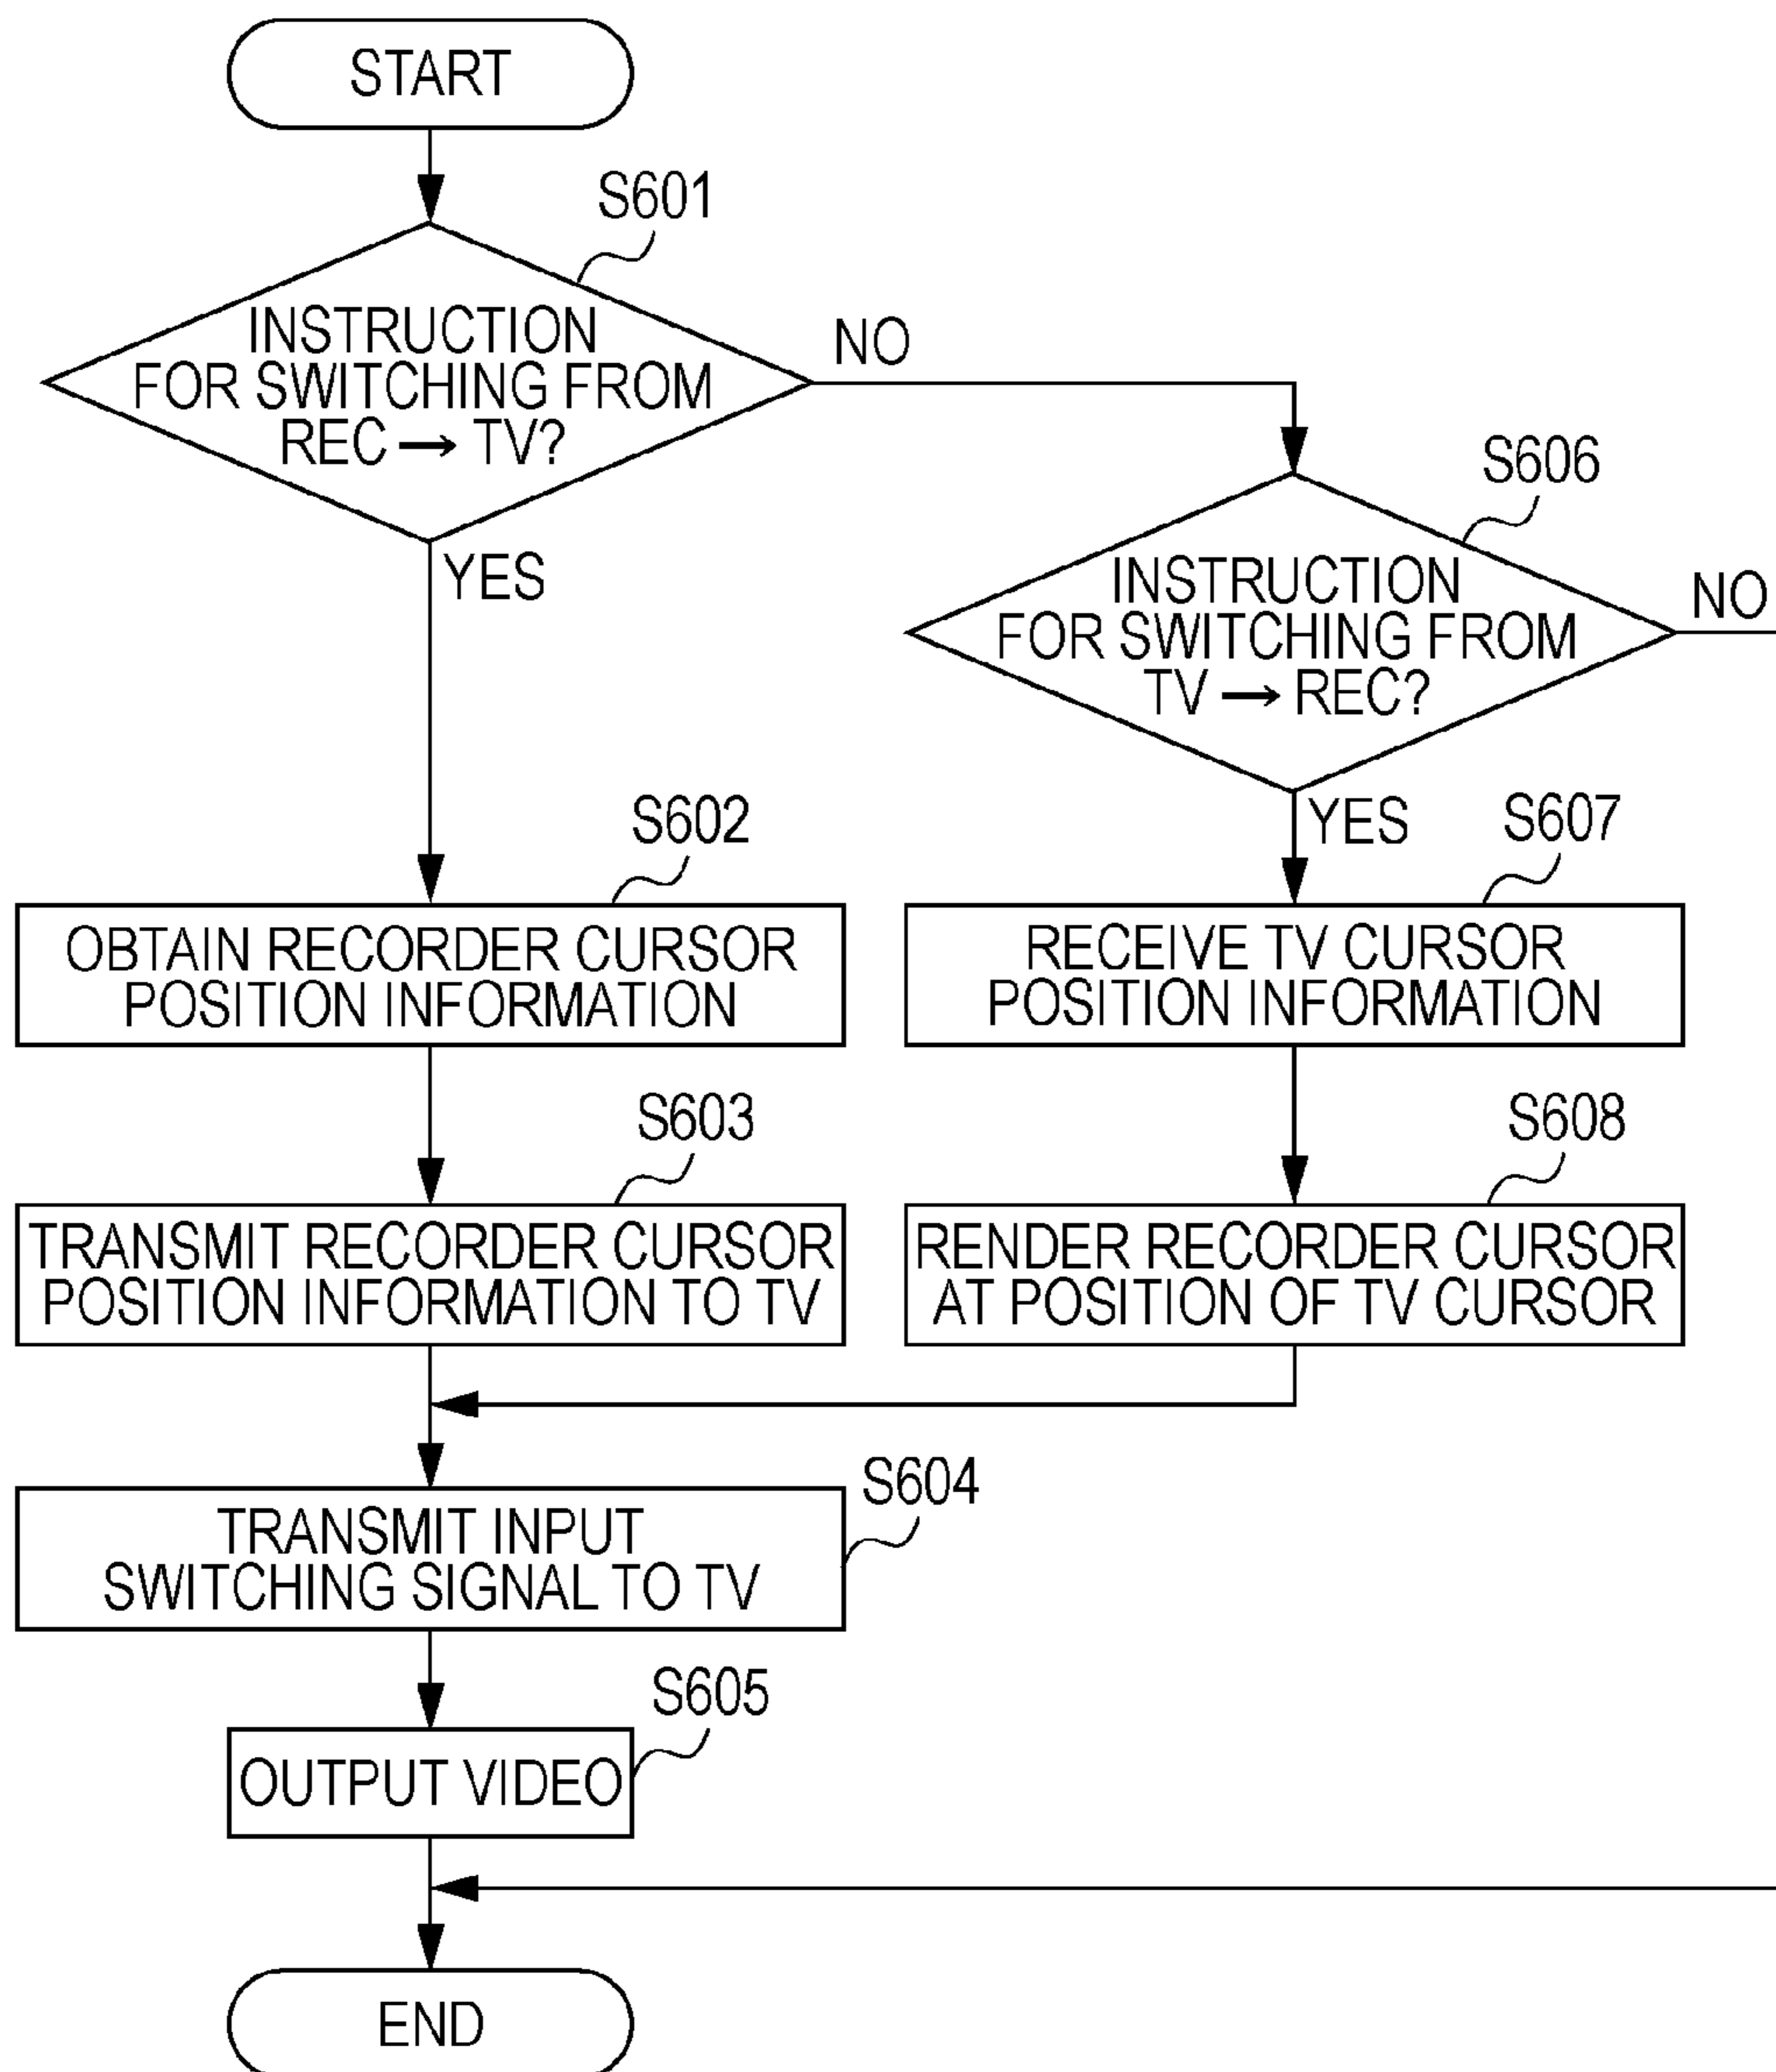 START
S601
INSTRUCTION
FOR SWITCHING FROM
REC → TV?
NO
YES
S606
INSTRUCTION
FOR SWITCHING FROM
TV → REC?
NO
YES
S602
OBTAIN RECORDER CURSOR
POSITION INFORMATION
S607
RECEIVE TV CURSOR
POSITION INFORMATION
S603
TRANSMIT RECORDER CURSOR
POSITION INFORMATION TO TV
S608
RENDER RECORDER CURSOR
AT POSITION OF TV CURSOR
S604
TRANSMIT INPUT
SWITCHING SIGNAL TO TV
S605
OUTPUT VIDEO
END